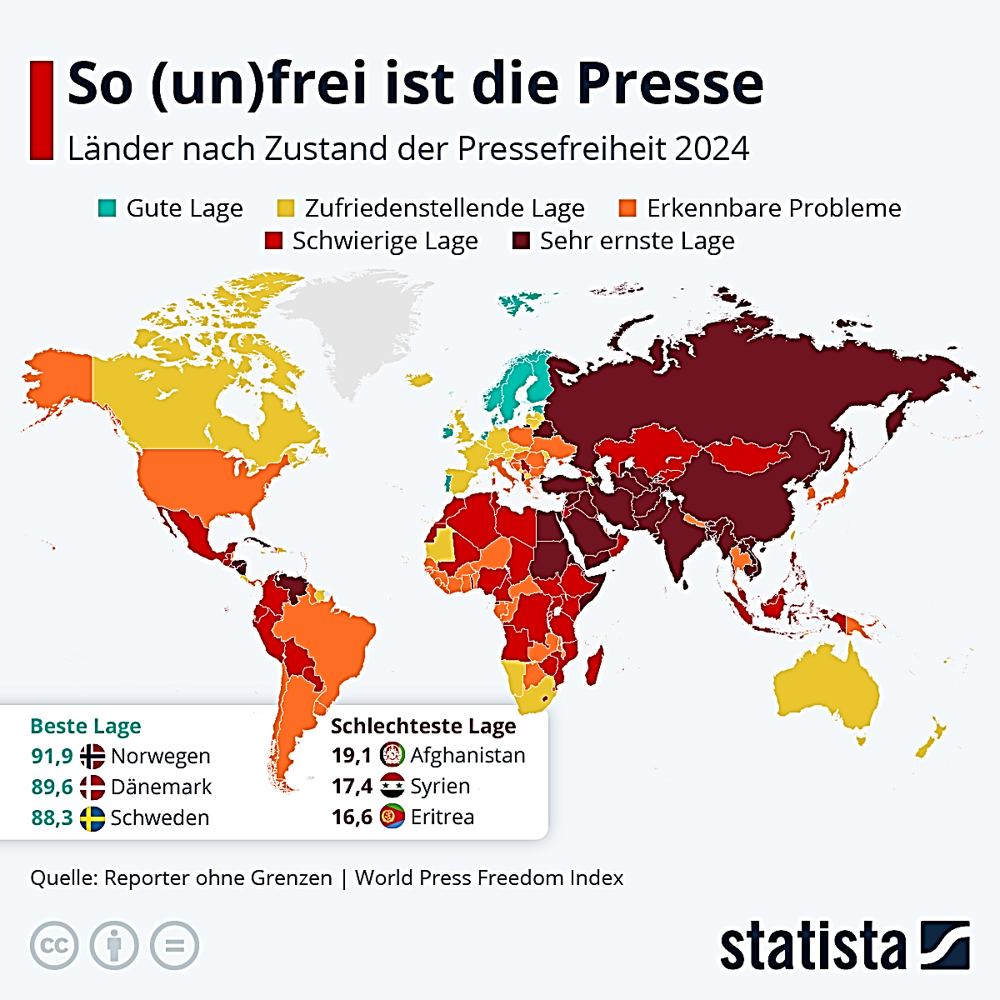 So (un)frei ist die Presse
Länder nach Zustand der Pressefreiheit 2024
Gute Lage Zufriedenstellende Lage Erkennbare Probleme
Schwierige Lage Sehr ernste Lage
Beste Lage
91,9 Norwegen
89,6 Dänemark
88,3 Schweden
Schlechteste Lage
19,1 Afghanistan
17,4 Syrien
16,6 Eritrea
Quelle: Reporter ohne Grenzen | World Press Freedom Index
cc
statista